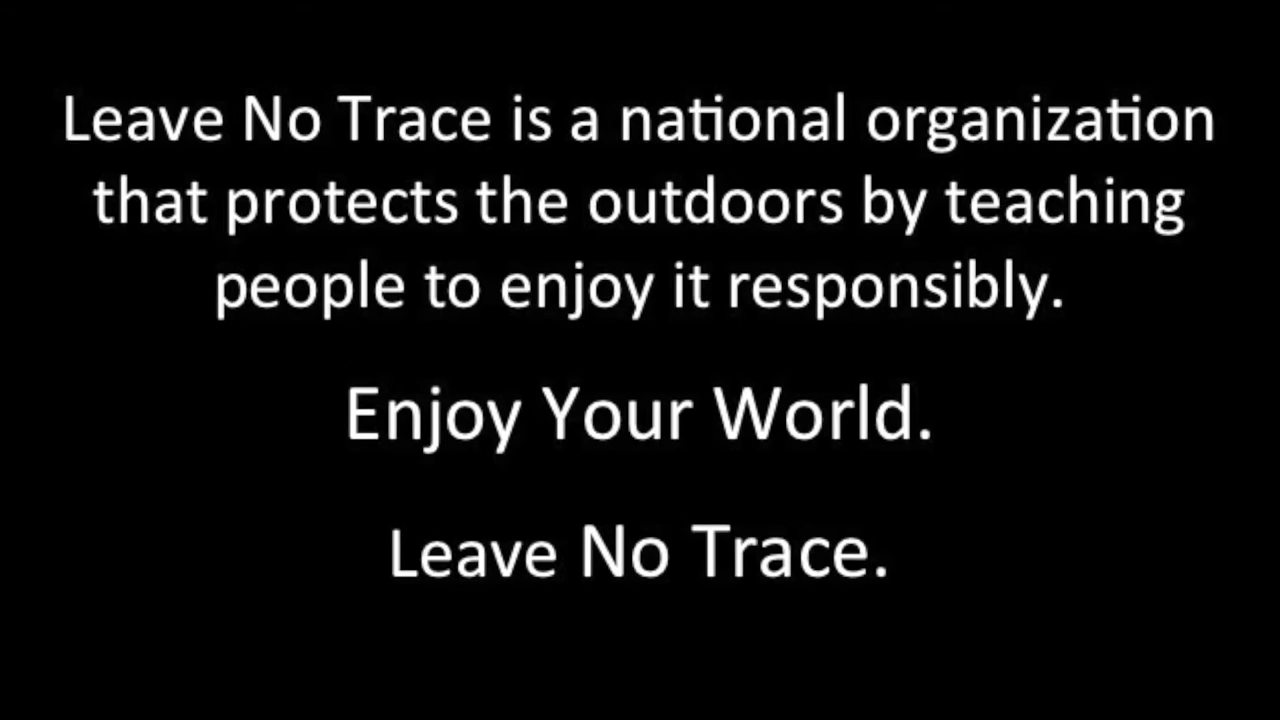 Leave No Trace is a national organization
that protects the outdoors by teaching
people to enjoy it responsibly.
Enjoy Your World.
Leave No Trace.